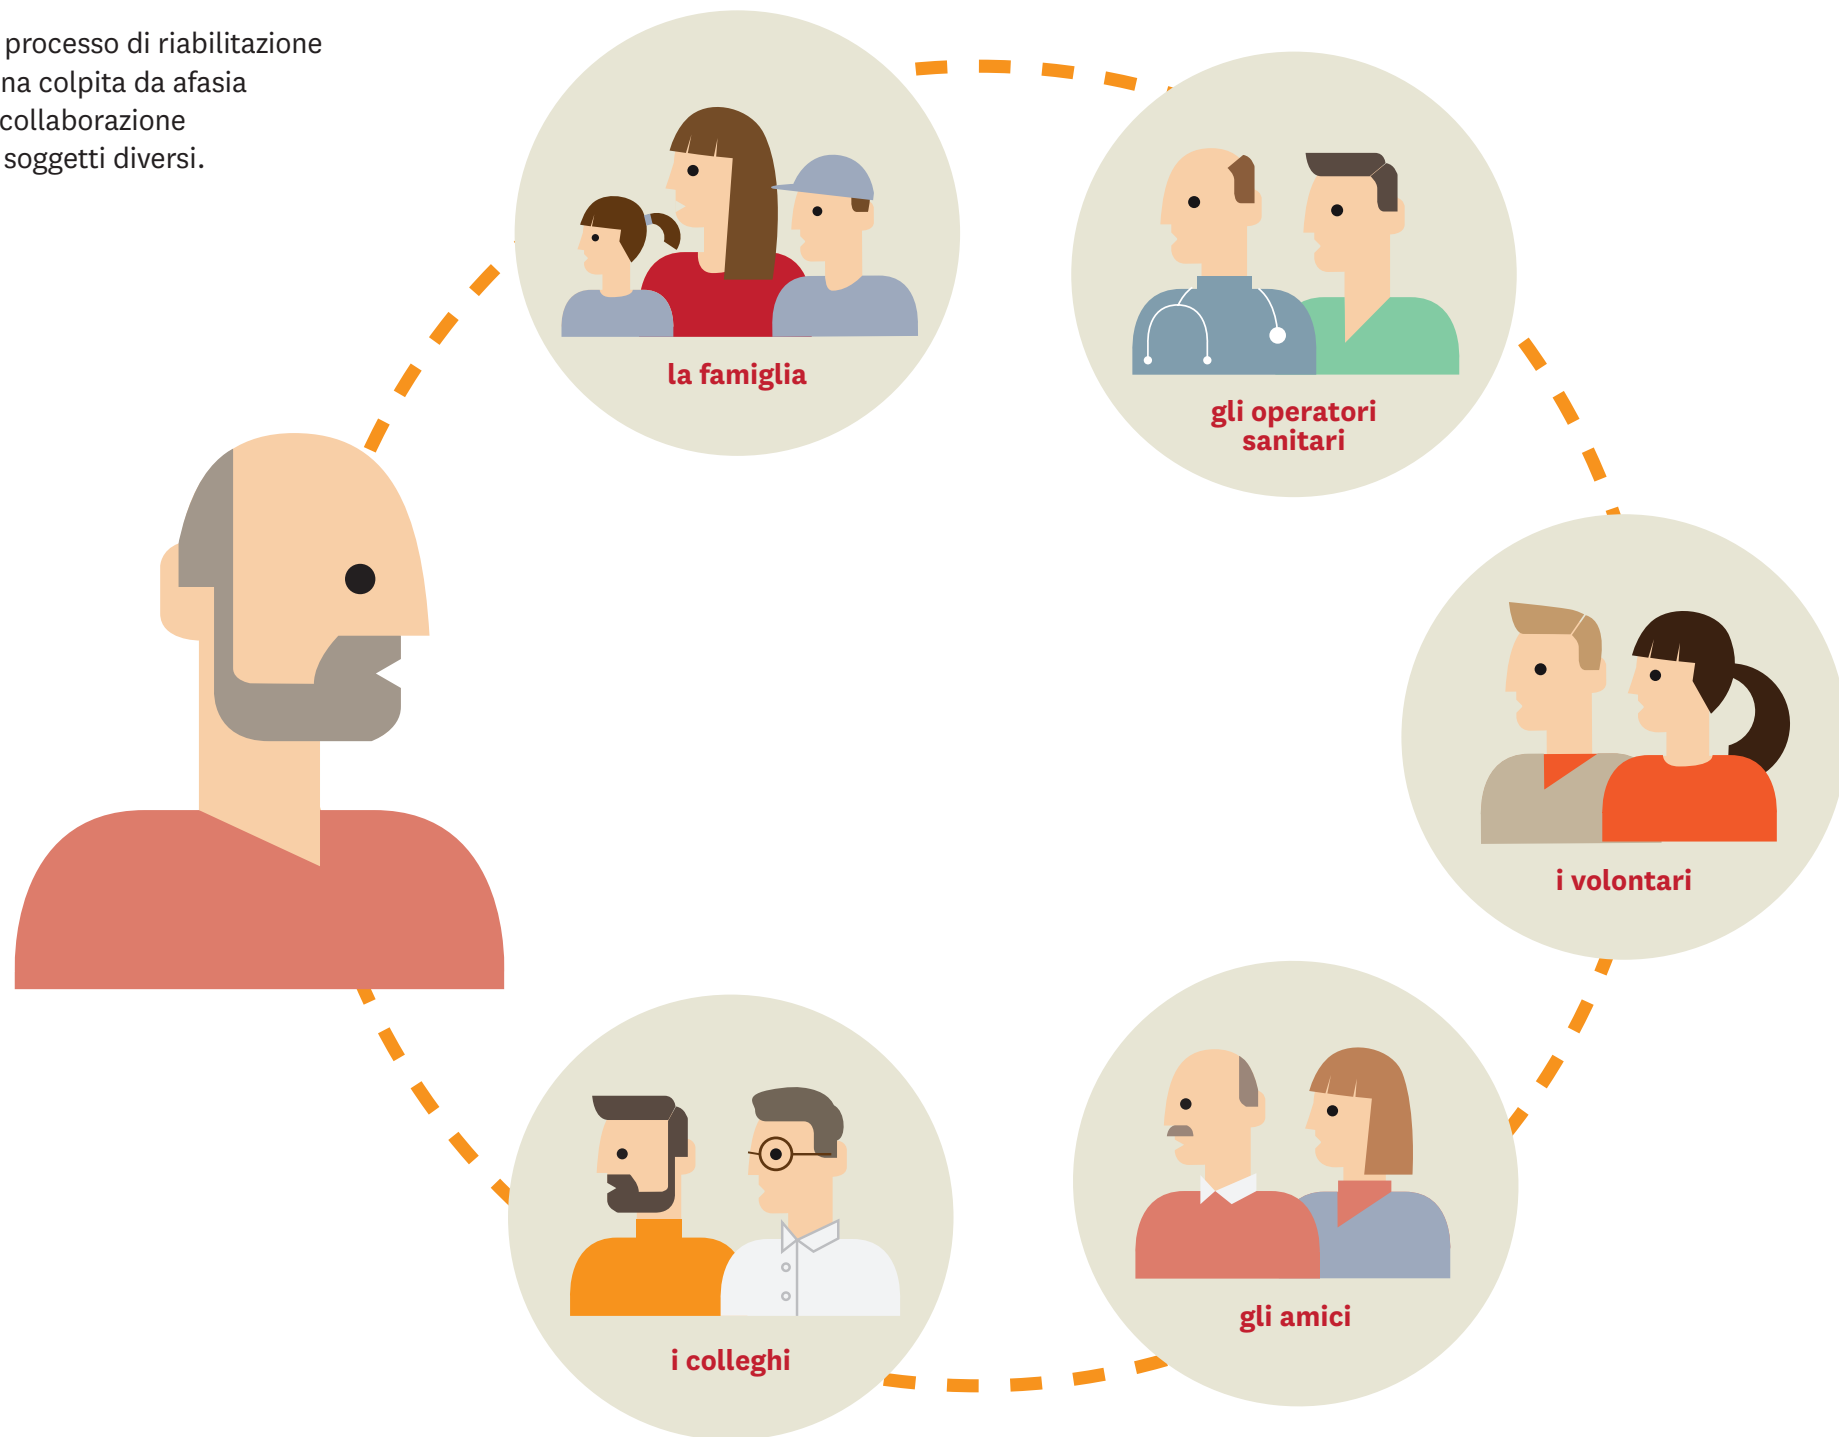 processo di riabilitazione
na colpita da afasia
collaborazione
soggetti diversi.
la famiglia
gli operatori
sanitari
i volontari
gli amici
i colleghi